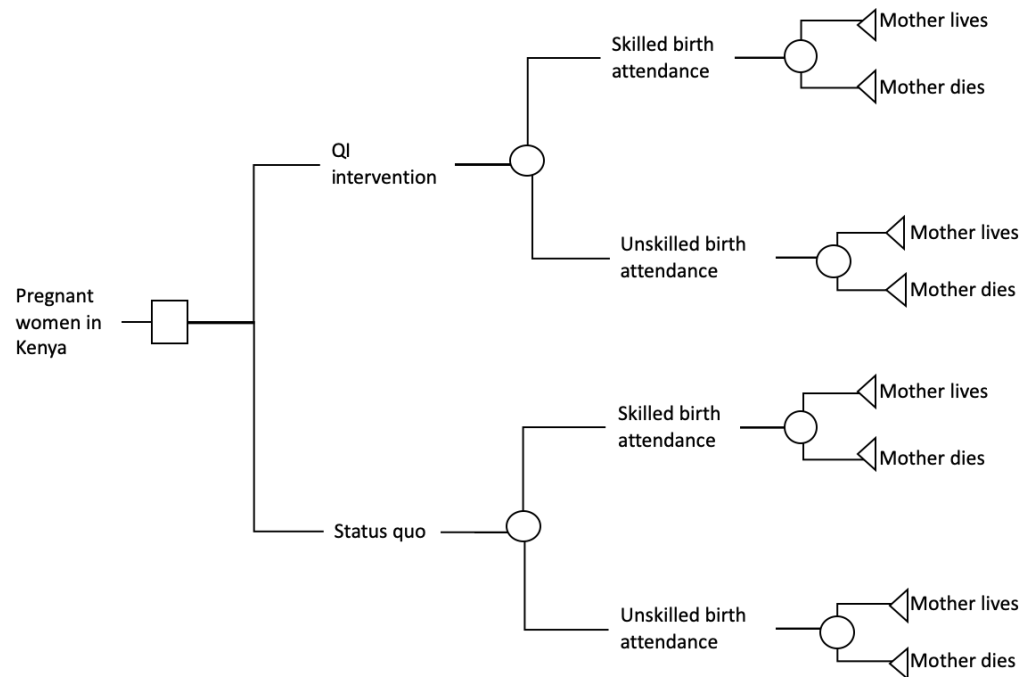 Mother lives
Skilled birth
attendance
Mother dies
QI
intervention
Mother lives
Unskilled birth
attendance
Mother dies
Pregnant
women in
Kenya
Mother lives
Skilled birth
attendance
Mother dies
Status quo
Mother lives
Unskilled birth
attendance
Mother dies